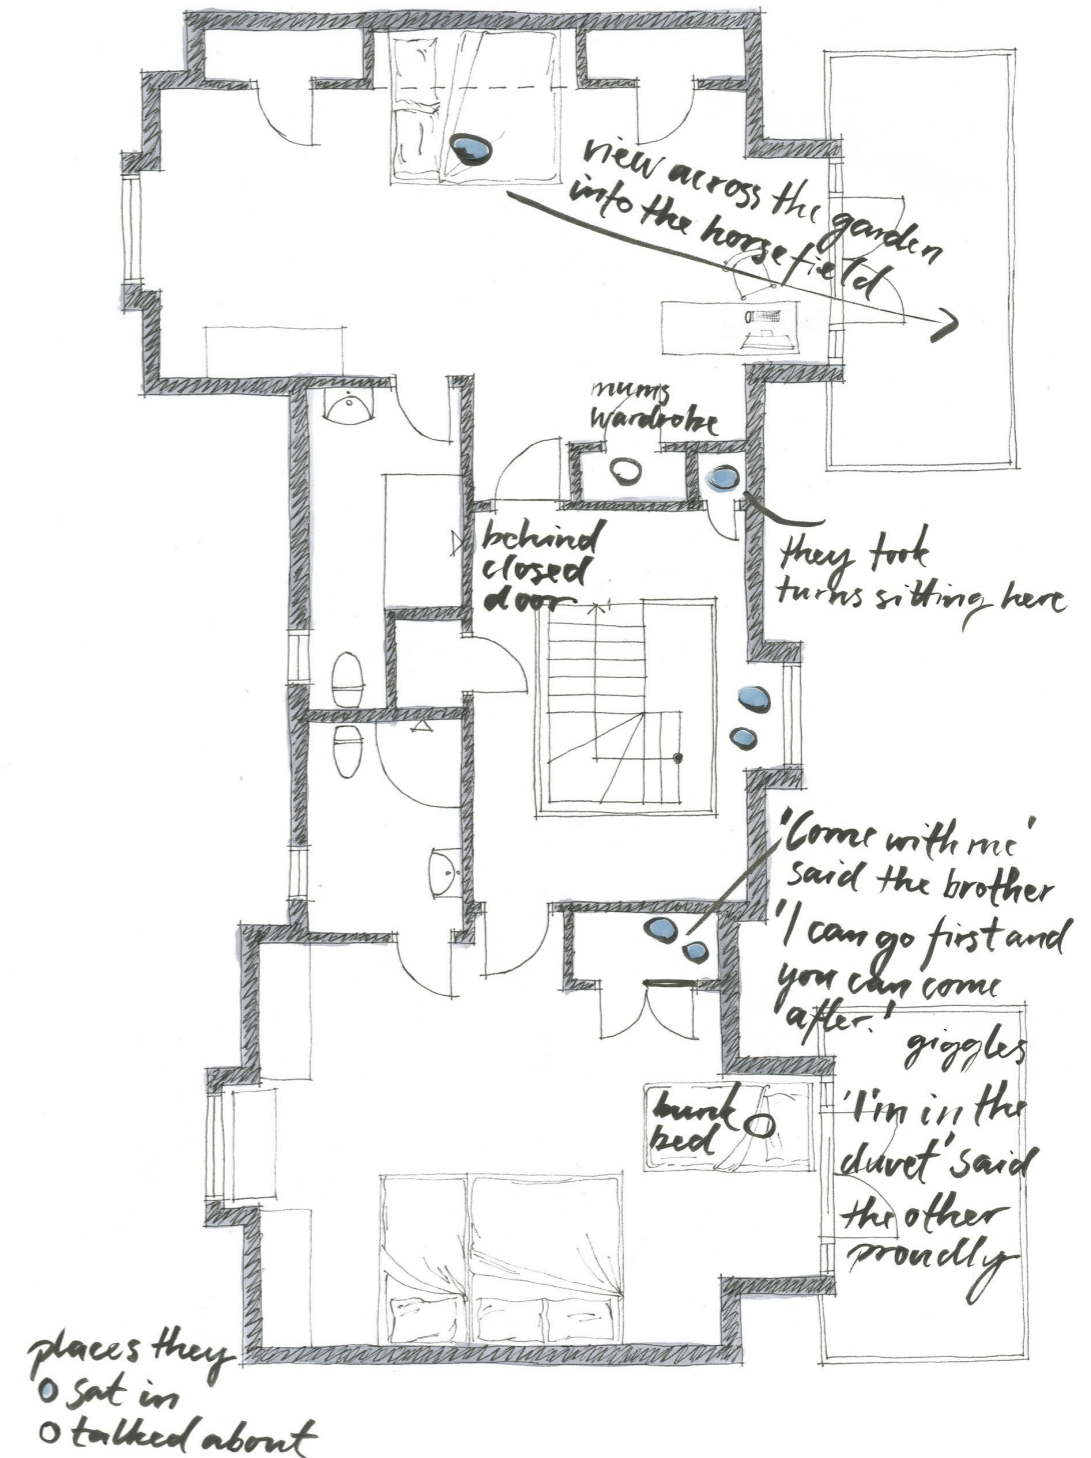 view across the garden
into the horse field
mums
wardrobe
behind
closed
door
they took
turns sitting here
'Come with me'
said the brother
'I can go first and
you can come
after.'
giggles
bunk
bed
'I'm in the
duvet' said
the other
proudly
places they
sat in
talked about